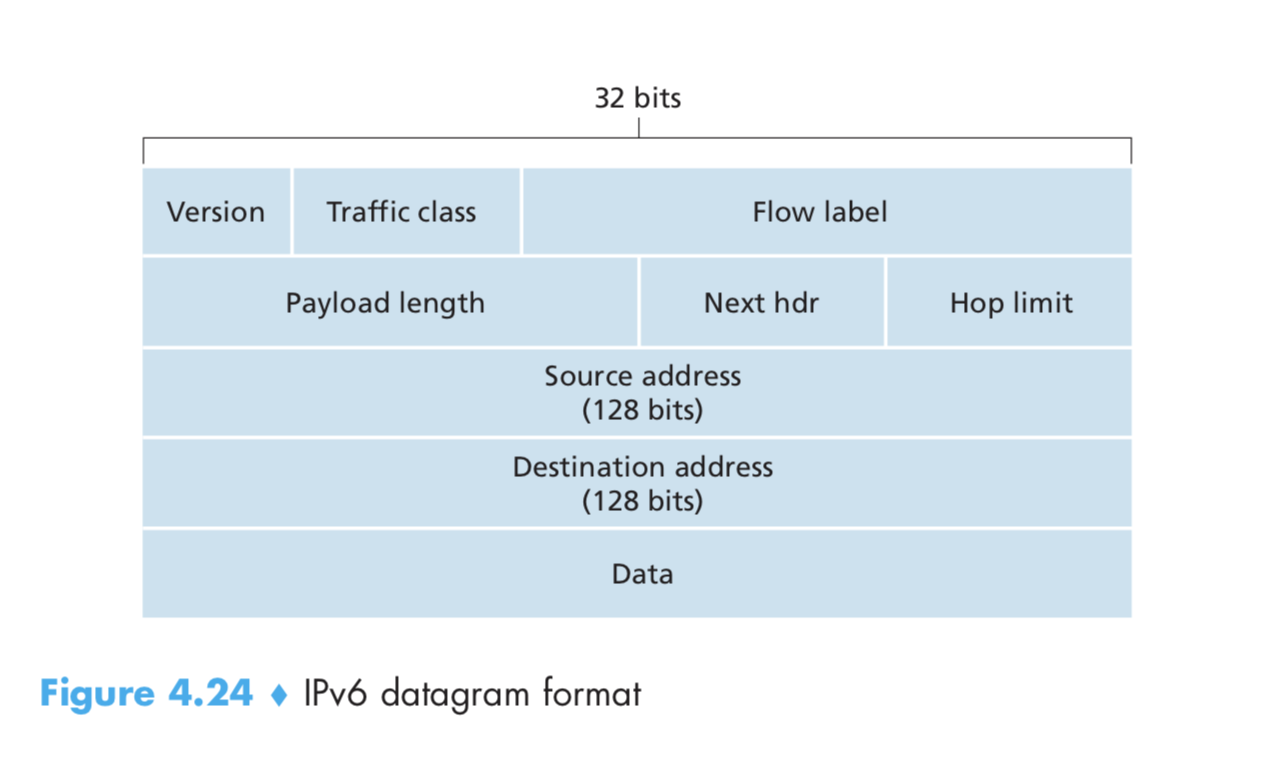 32 bits
Version Traffic class Flow label
Payload length Next hdr Hop limit
Source address
(128 bits)
Destination address
(128 bits)
Data
Figure 4.24 ♦ IPv6 datagram format